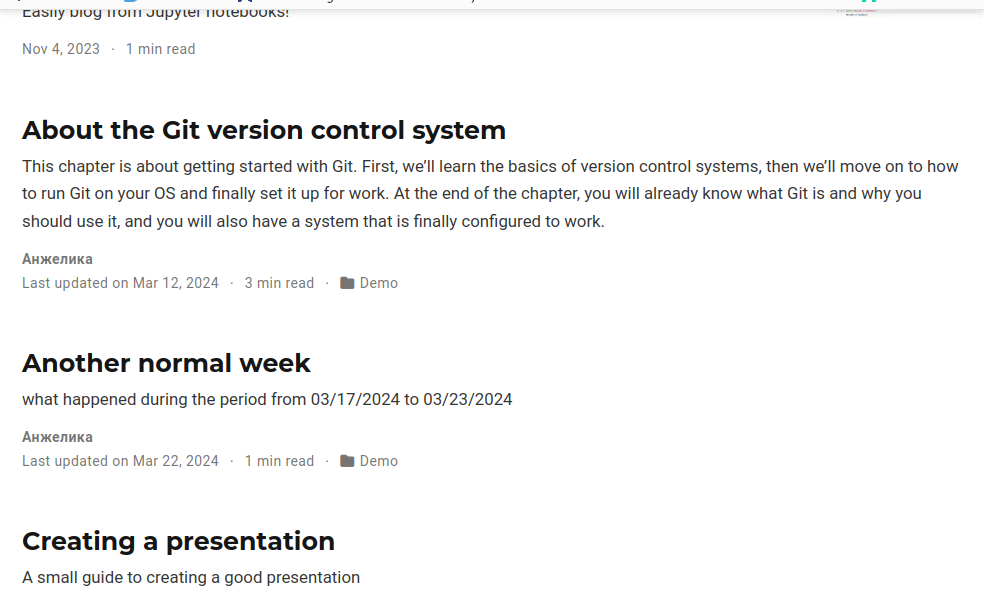 Easily blog from Jupyter notebooks!
Nov 4, 2023 · 1 min read
About the Git version control system
This chapter is about getting started with Git. First, we’ll learn the basics of version control systems, then we’ll move on to how
to run Git on your OS and finally set it up for work. At the end of the chapter, you will already know what Git is and why you
should use it, and you will also have a system that is finally configured to work.
Анжелика
Last updated on Mar 12, 2024 · 3 min read · Demo
Another normal week
what happened during the period from 03/17/2024 to 03/23/2024
Анжелика
Last updated on Mar 22, 2024 · 1 min read · Demo
Creating a presentation
A small guide to creating a good presentation